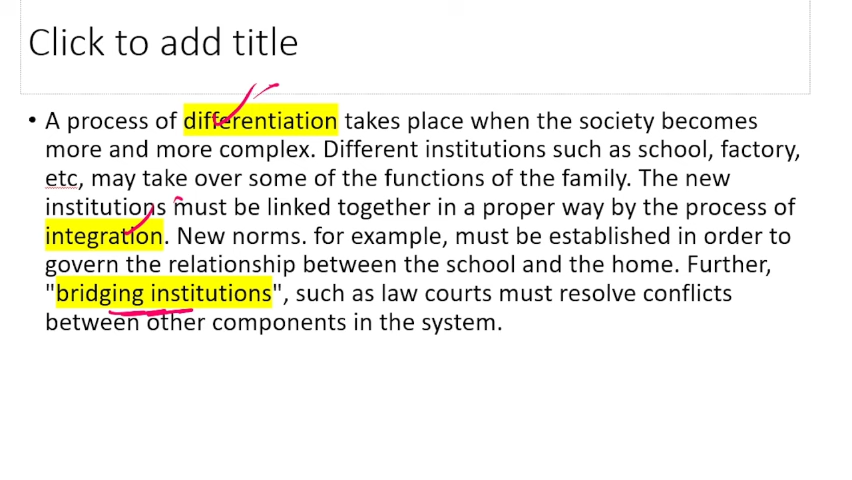 Click to add title
• A process of differentiation takes place when the society becomes
more and more complex. Different institutions such as school, factory,
etc, may take over some of the functions of the family. The new
institutions must be linked together in a proper way by the process of
integration. New norms. for example, must be established in order to
govern the relationship between the school and the home. Further,
"bridging institutions", such as law courts must resolve conflicts
between other components in the system.